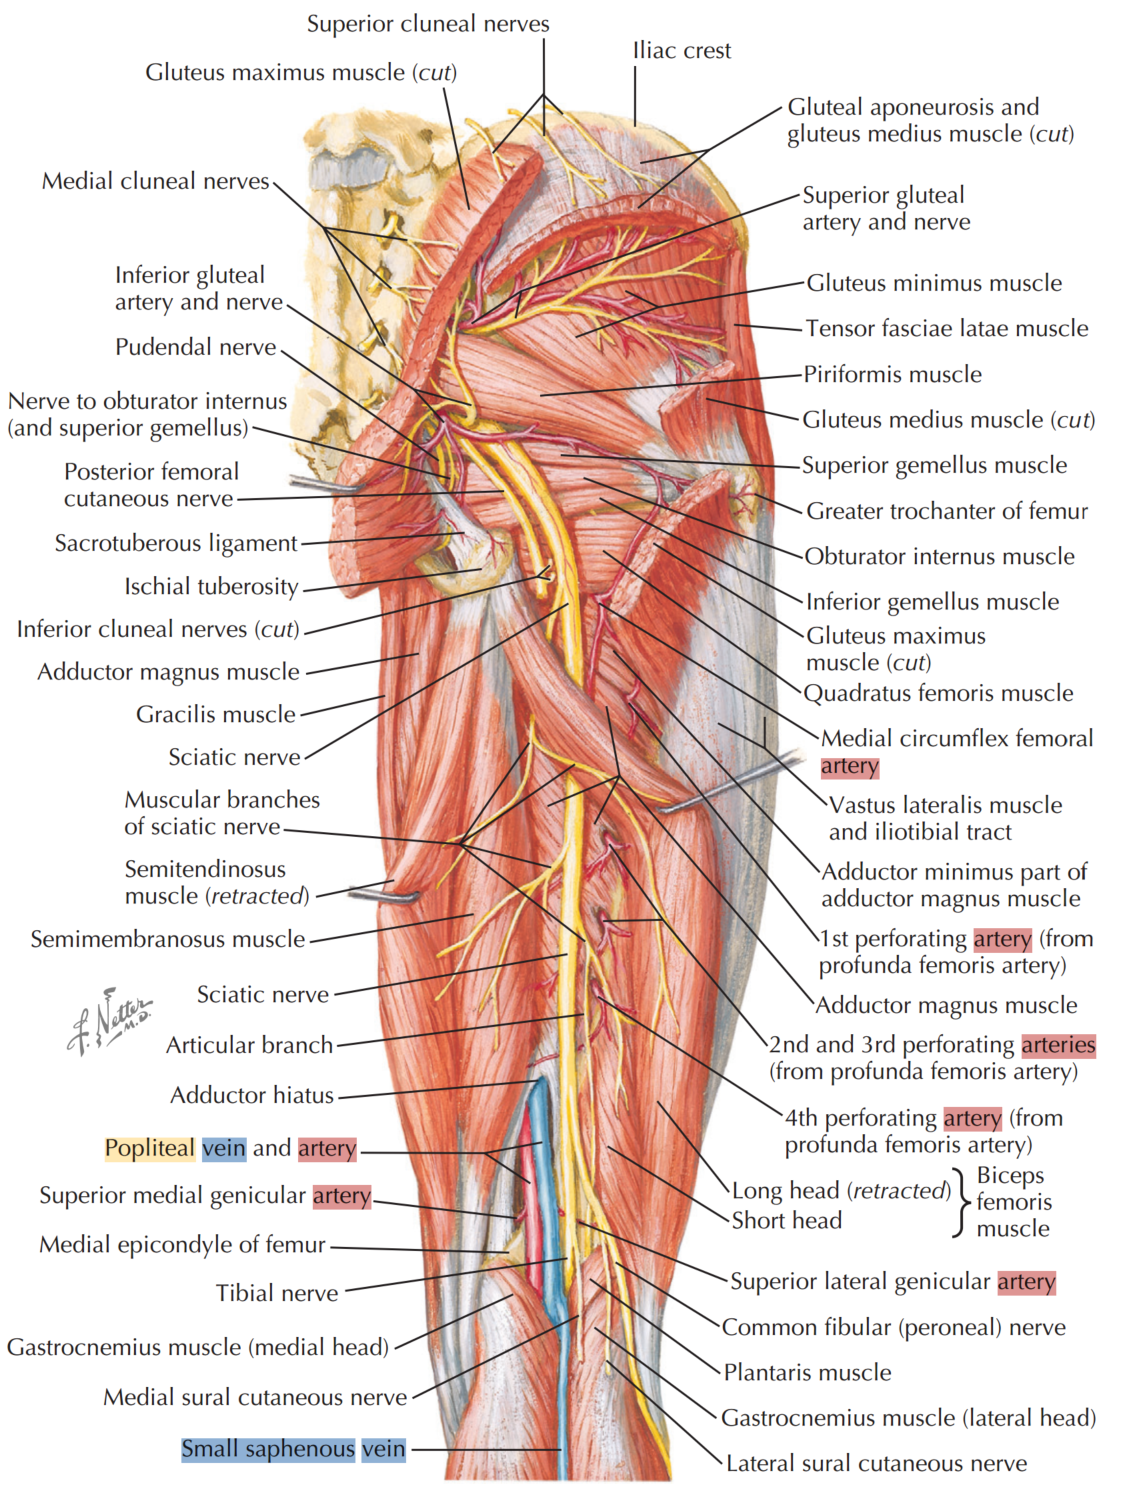 Superior cluneal nerves
Iliac crest
Gluteus maximus muscle (cut)
Gluteal aponeurosis and
gluteus medius muscle (cut)
Medial cluneal nerves
Superior gluteal
artery and nerve
Inferior gluteal
artery and nerve
Gluteus minimus muscle
Tensor fasciae latae muscle
Pudendal nerve
Piriformis muscle
Nerve to obturator internus
(and superior gemellus)
Gluteus medius muscle (cut)
Superior gemellus muscle
Posterior femoral
cutaneous nerve
Greater trochanter of femur
Sacrotuberous ligament
Obturator internus muscle
Ischial tuberosity
Inferior gemellus muscle
Inferior cluneal nerves (cut)
Gluteus maximus
muscle (cut)
Adductor magnus muscle
Quadratus femoris muscle
Gracilis muscle
Medial circumflex femoral
artery
Sciatic nerve
Muscular branches
of sciatic nerve
Vastus lateralis muscle
and iliotibial tract
Semitendinosus
muscle (retracted)
Adductor minimus part of
adductor magnus muscle
Semimembranosus muscle
1st perforating artery (from
profunda femoris artery)
Sciatic nerve
Adductor magnus muscle
F. Netter
M.D.
Articular branch
2nd and 3rd perforating arteries
(from profunda femoris artery)
Adductor hiatus
4th perforating artery (from
profunda femoris artery)
Popliteal vein and artery
Long head (retracted)
Short head
Biceps
femoris
muscle
Superior medial genicular artery
Medial epicondyle of femur
Superior lateral genicular artery
Tibial nerve
Common fibular (peroneal) nerve
Gastrocnemius muscle (medial head)
Plantaris muscle
Medial sural cutaneous nerve
Gastrocnemius muscle (lateral head)
Small saphenous vein
Lateral sural cutaneous nerve